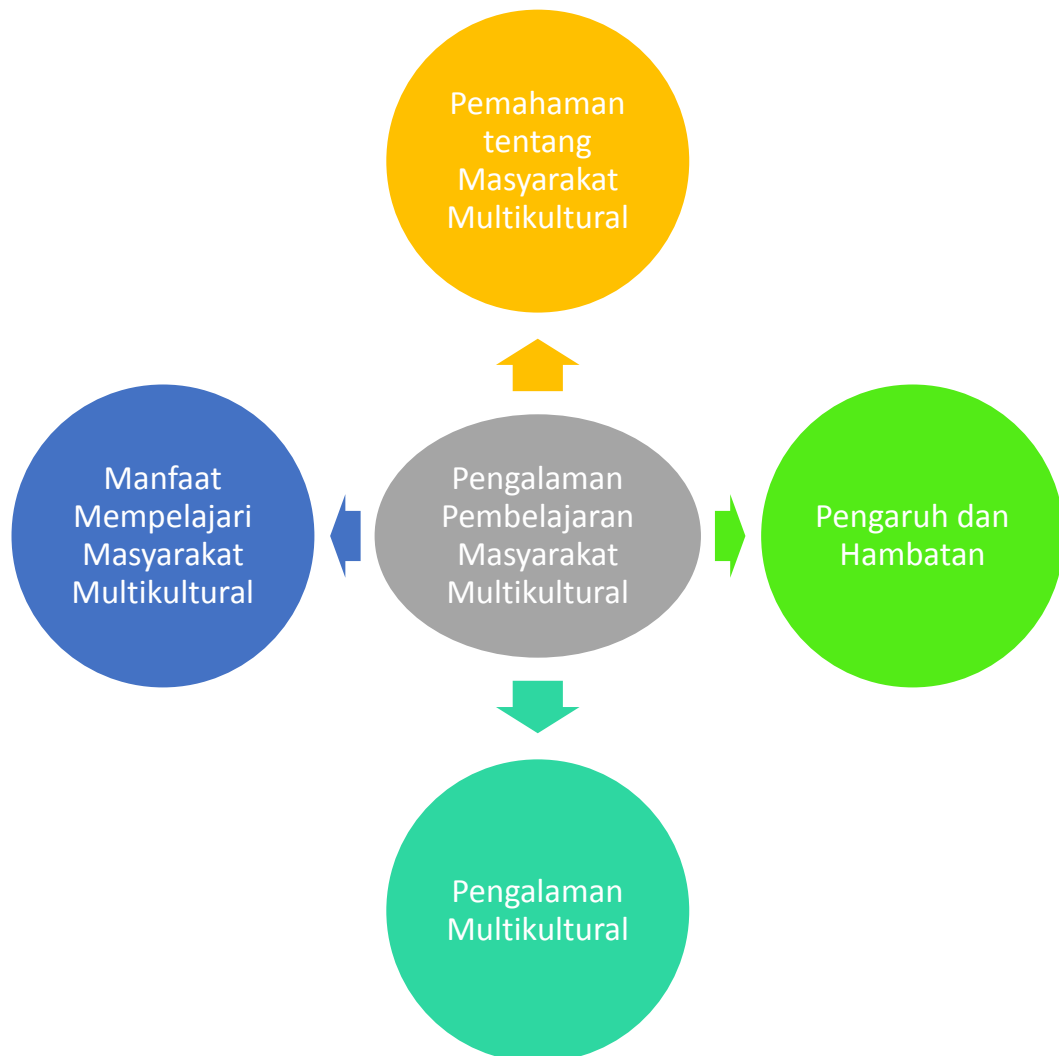 Pemahaman
tentang
Masyarakat
Multikultural
Manfaat
Mempelajari
Masyarakat
Multikultural
Pengalaman
Pembelajaran
Masyarakat
Multikultural
Pengaruh dan
Hambatan
Pengalaman
Multikultural